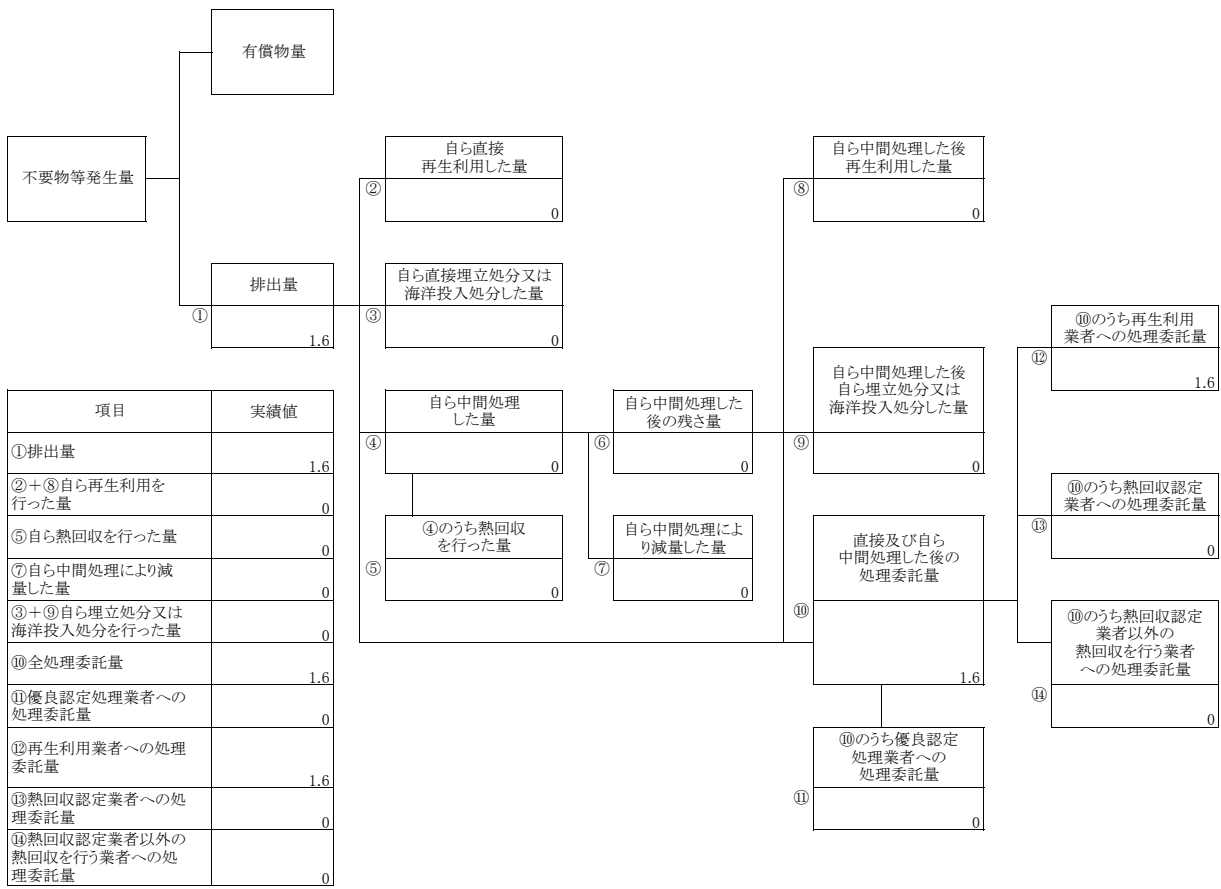 有償物量
不要物等発生量
自ら直接
再生利用した量
②
0
自ら中間処理した後
再生利用した量
⑧
0
排出量
①
1.6
自ら直接埋立処分又は
海洋投入処分した量
③
0
⑩のうち再生利用
業者への処理委託量
⑫
1.6
自ら中間処理
した量
④
0
自ら中間処理した
後の残さ量
⑥
0
自ら中間処理した後
自ら埋立処分又は
海洋投入処分した量
⑨
0
⑩のうち熱回収認定
業者への処理委託量
⑬
0
④のうち熱回収
を行った量
⑤
0
自ら中間処理によ
り減量した量
⑦
0
直接及び自ら
中間処理した後の
処理委託量
⑩
1.6
⑩のうち熱回収認定
業者以外の
熱回収を行う業者
への処理委託量
⑭
0
⑩のうち優良認定
処理業者への
処理委託量
⑪
0
項目 実績値
①排出量
1.6
②＋⑧自ら再生利用を
行った量
0
⑤自ら熱回収を行った量
0
⑦自ら中間処理により減
量した量
0
③＋⑨自ら埋立処分又は
海洋投入処分を行った量
0
⑩全処理委託量
1.6
⑪優良認定処理業者への
処理委託量
0
⑫再生利用業者への処理
委託量
1.6
⑬熱回収認定業者への処
理委託量
0
⑭熱回収認定業者以外の
熱回収を行う業者への処
理委託量
0